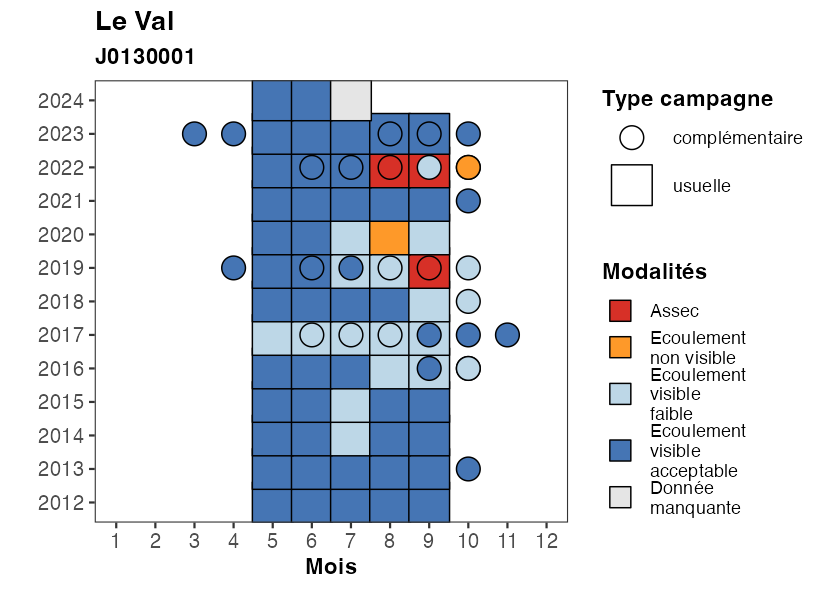 Le Val
J0130001
2024
2023
2022
2021
2020
2019
2018
2017
2016
2015
2014
2013
2012
1 2 3 4 5 6 7 8 9 10 11 12
Mois
Type campagne
complémentaire
usuelle
Modalités
Assec
Ecoulement
non visible
Ecoulement
visible
faible
Ecoulement
visible
acceptable
Donnée
manquante